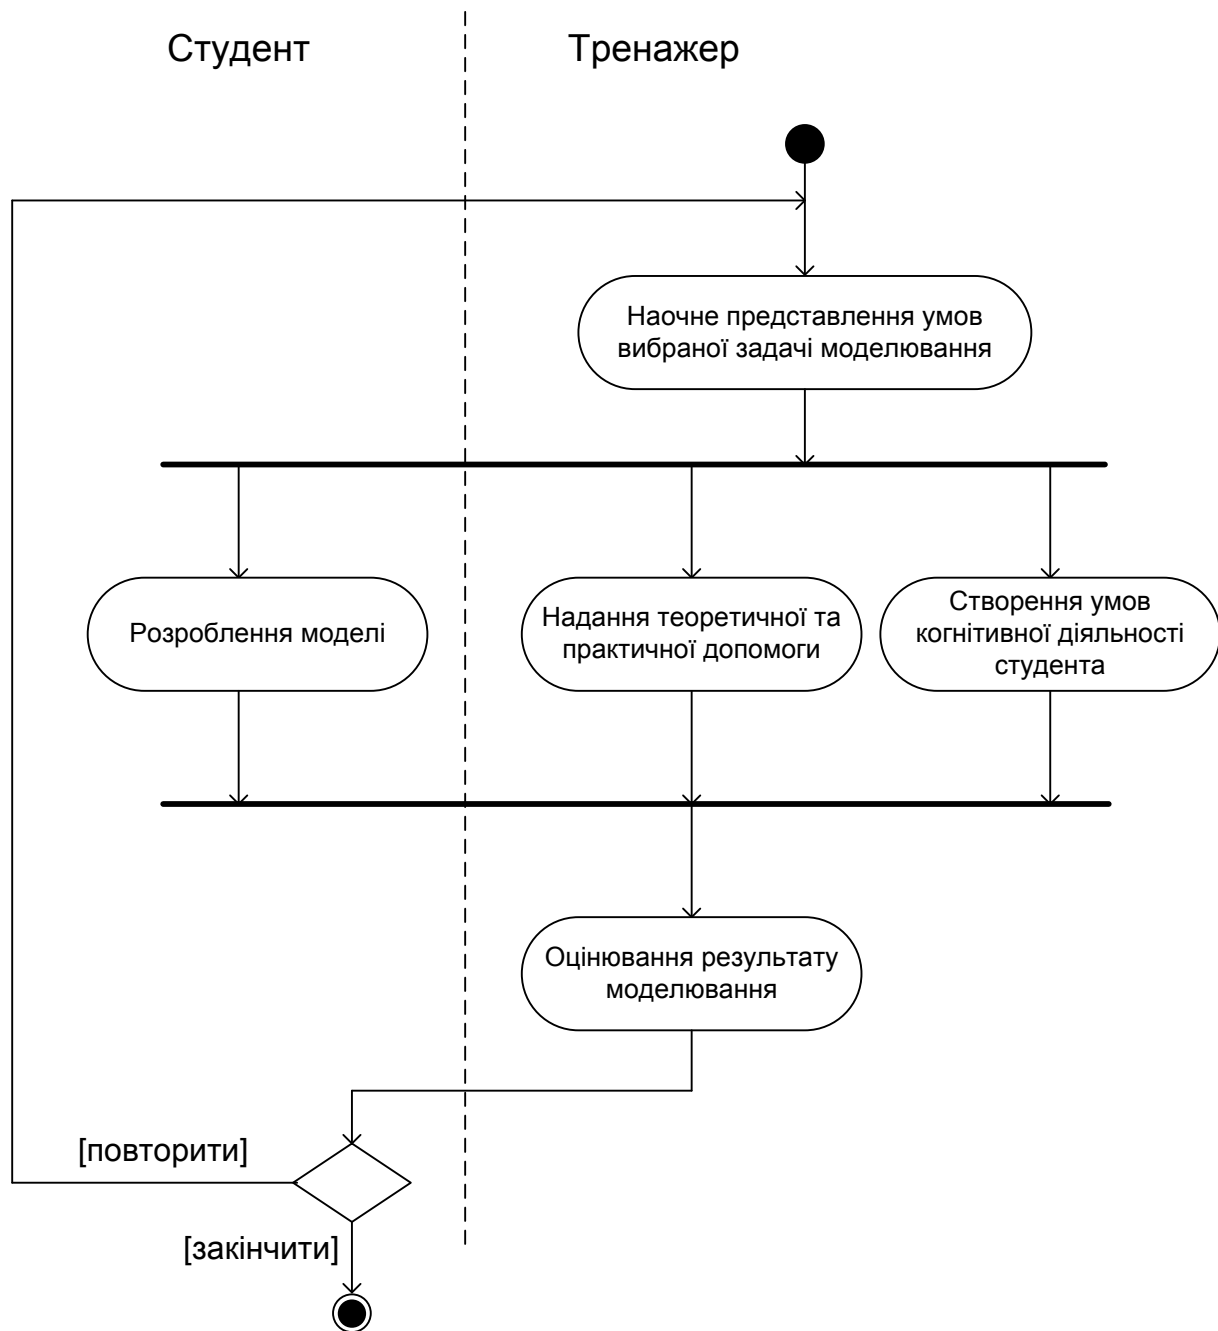 Студент
Тренажер
Наочне представлення умов
вибраної задачі моделювання
Розроблення моделі
Надання теоретичної та
практичної допомоги
Створення умов
когнітивної діяльності
студента
Оцінювання результату
моделювання
[повторити]
[закінчити]